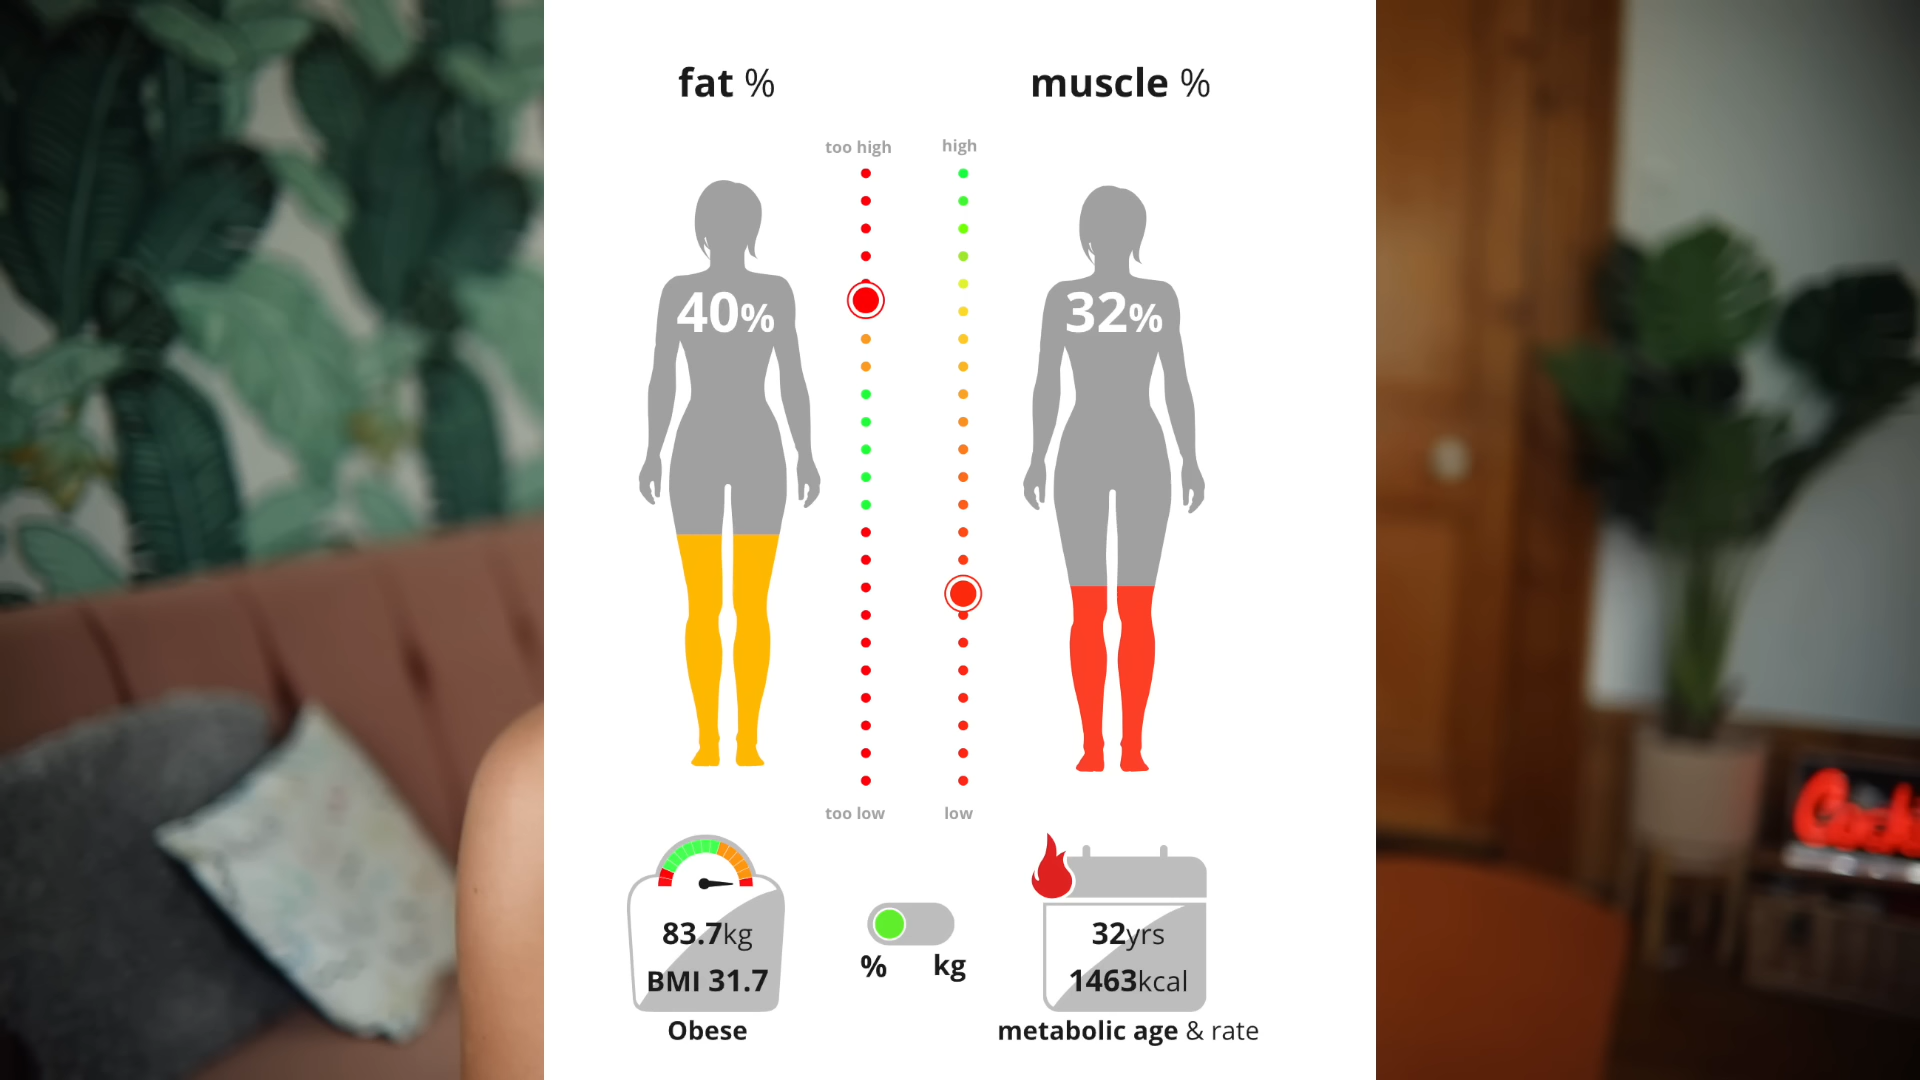 fat %
muscle %
too high
high
40%
32%
too low
low
83.7kg
BMI 31.7
Obese
% kg
32yrs
1463kcal
metabolic age & rate